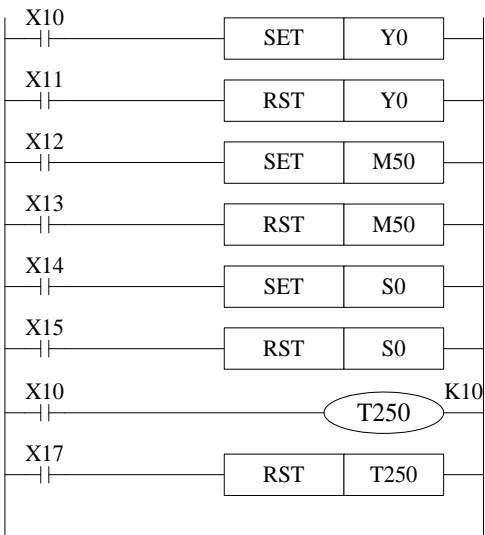 X10
SET Y0
X11
RST Y0
X12
SET M50
X13
RST M50
X14
SET S0
X15
RST S0
X10 K10
T250
X17
RST T250